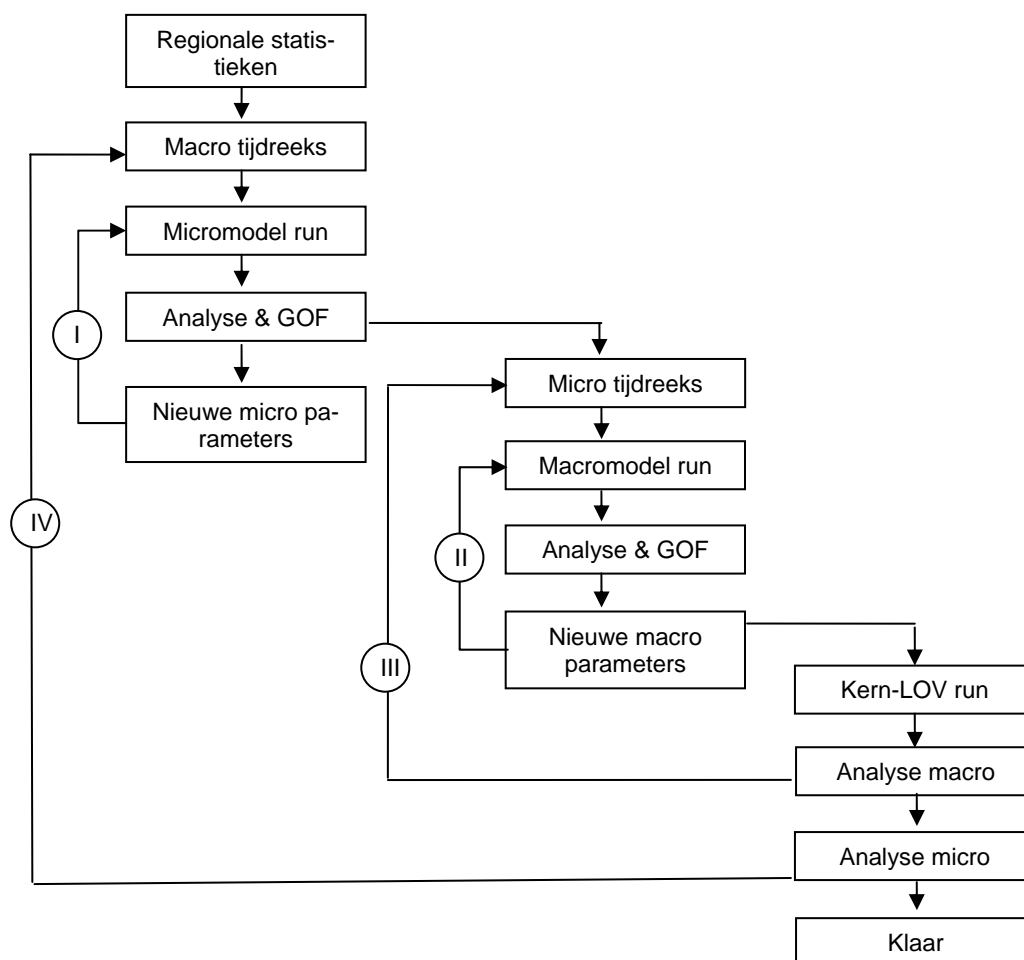 Regionale statis-
tieken
Macro tijdreeks
Micromodel run
Analyse & GOF
I
Nieuwe micro pa-
rameters
Micro tijdreeks
Macromodel run
IV
Analyse & GOF
II
Nieuwe macro
parameters
III
Kern-LOV run
Analyse macro
Analyse micro
Klaar